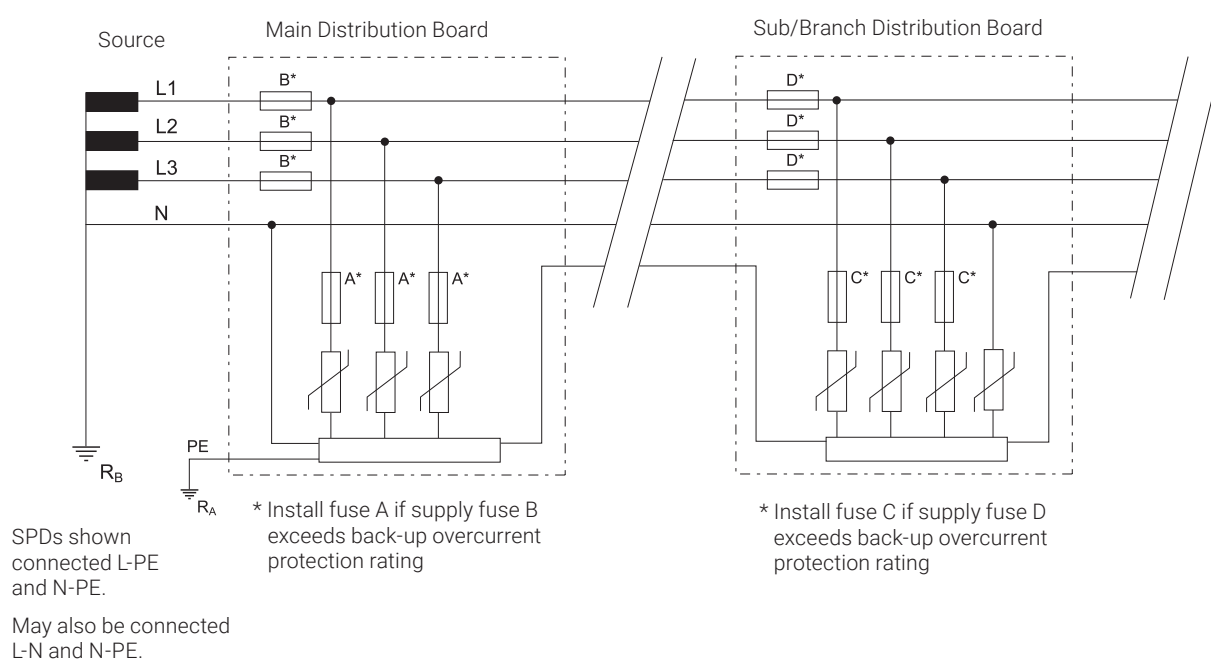 Source
Main Distribution Board
Sub/Branch Distribution Board
L1
B*
D*
L2
B*
D*
L3
B*
D*
N
A*
A*
A*
C*
C*
C*
PE
RB
RA
* Install fuse A if supply fuse B
exceeds back-up overcurrent
protection rating
* Install fuse C if supply fuse D
exceeds back-up overcurrent
protection rating
SPDs shown
connected L-PE
and N-PE.
May also be connected
L-N and N-PE.